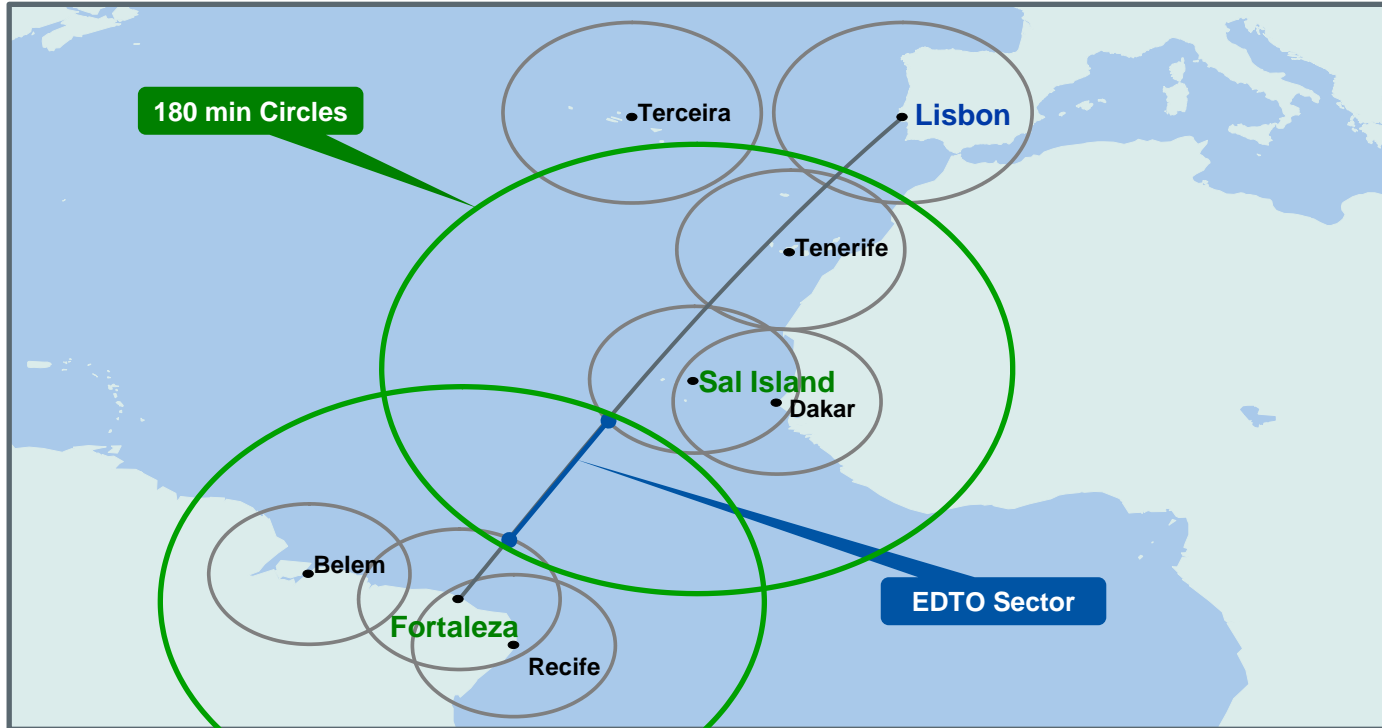 180 min Circles
Terceira
Lisbon
Tenerife
Sal Island
Dakar
Belem
Fortaleza
Recife
EDTO Sector